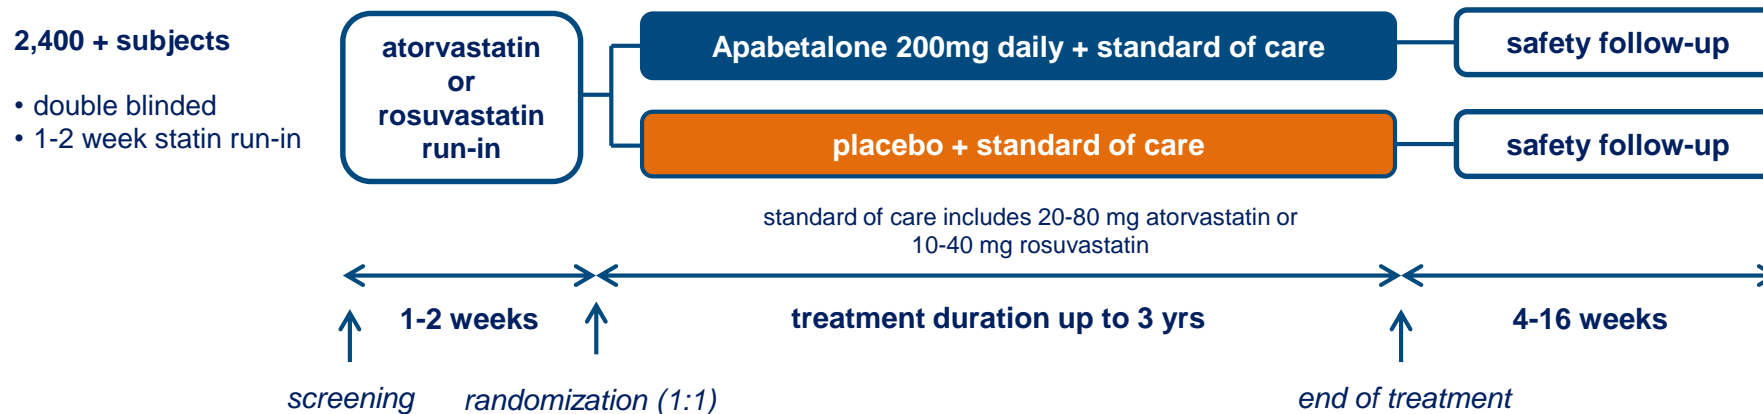 2,400 + subjects
• double blinded
• 1-2 week statin run-in
atorvastatin
or
rosuvastatin
run-in
Apabetalone 200mg daily + standard of care
safety follow-up
placebo + standard of care
safety follow-up
standard of care includes 20-80 mg atorvastatin or
10-40 mg rosuvastatin
1-2 weeks
treatment duration up to 3 yrs
4-16 weeks
screening
randomization (1:1)
end of treatment